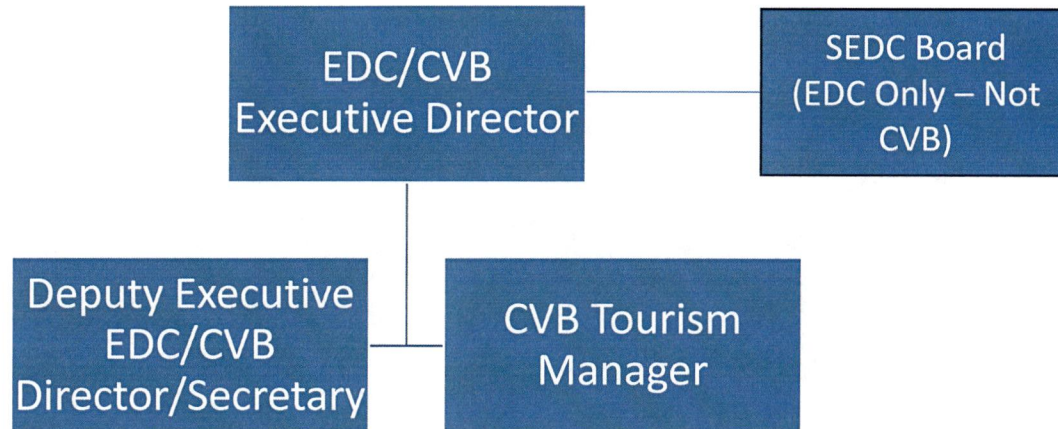 EDC/CVB
Executive Director
SEDC Board
(EDC Only – Not
CVB)
Deputy Executive
EDC/CVB
Director/Secretary
CVB Tourism
Manager